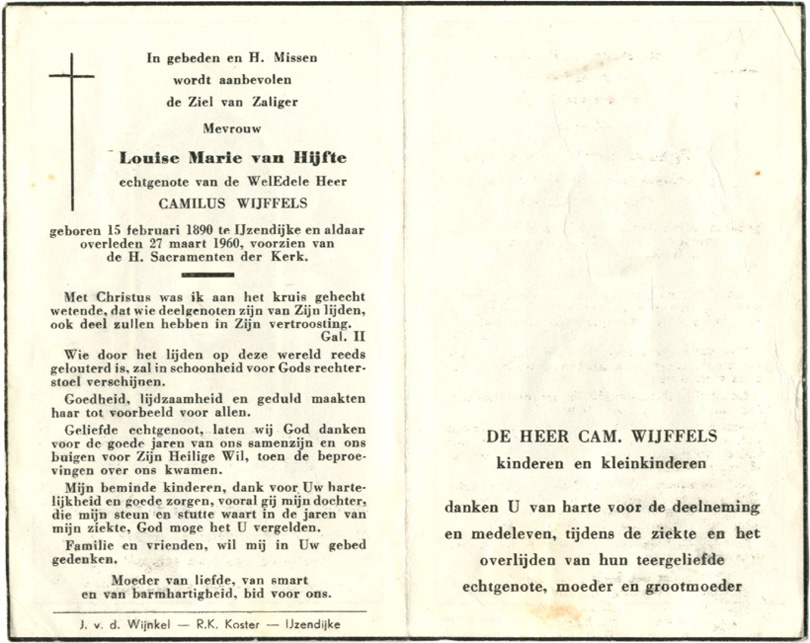 In gebeden en H. Missen
wordt aanbevolen
de Ziel van Zaliger
Mevrouw
Louise Marie van Hijfte
echtgenote van de WelEdele Heer
CAMILUS WIJFFELS
geboren 15 februari 1890 te IJzendijke en aldaar
overleden 27 maart 1960, voorzien van
de H. Sacramenten der Kerk.
Met Christus was ik aan het kruis gehecht
wetende, dat wie deelgenoten zijn van Zijn lijden,
ook deel zullen hebben in Zijn vertroosting.
Gal. II
Wie door het lijden op deze wereld reeds
gelouterd is, zal in schoonheid voor Gods rechter-
stoel verschijnen.
Goedheid, lijdzaamheid en geduld maakten
haar tot voorbeeld voor allen.
Geliefde echtgenoot, laten wij God danken
voor de goede jaren van ons samenzijn en ons
buigen voor Zijn Heilige Wil, toen de beproe-
vingen over ons kwamen.
Mijn beminde kinderen, dank voor Uw harte-
lijkheid en goede zorgen, vooral gij mijn dochter,
die mijn steun en stutte waart in de jaren van
mijn ziekte, God moge het U vergelden.
Familie en vrienden, wil mij in Uw gebed
gedenken.
Moeder van liefde, van smart
en van barmhartigheid, bid voor ons.
J. v. d. Wijnkel — R.K. Koster — IJzendijke
DE HEER CAM. WIJFFELS
kinderen en kleinkinderen
danken U van harte voor de deelneming
en medeleven, tijdens de ziekte en het
overlijden van hun teergeliefde
echtgenote, moeder en grootmoeder